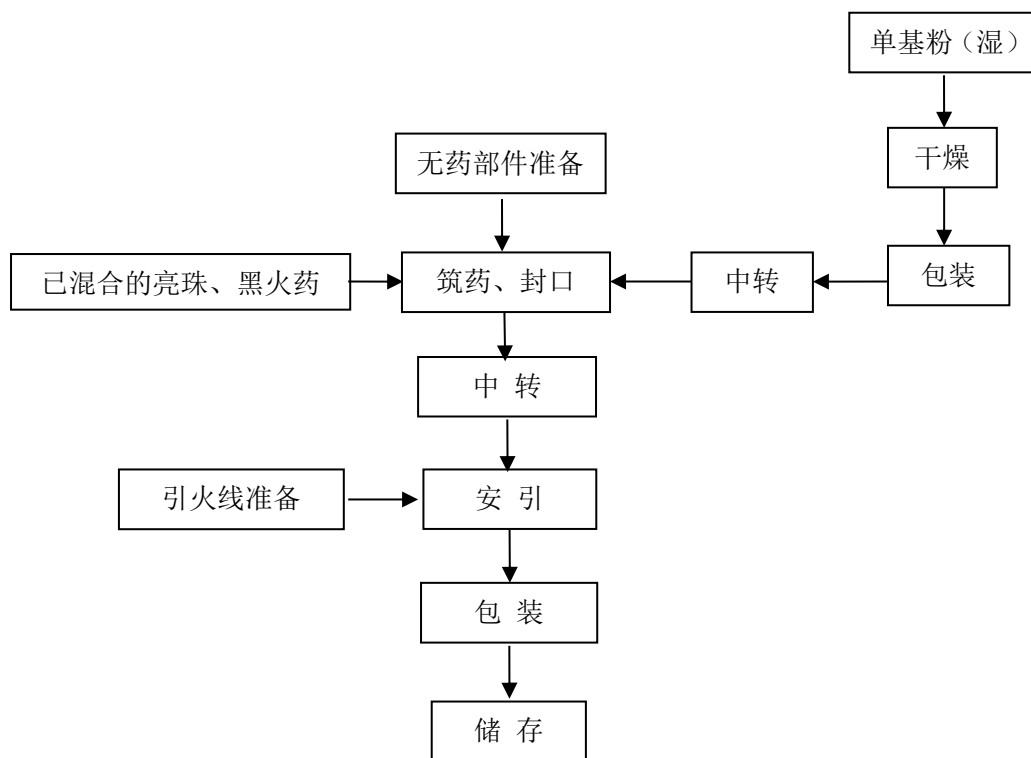 单基粉（湿）
干燥
无药部件准备
已混合的亮珠、黑火药
筑药、封口
中转
包装
中 转
引火线准备
安 引
包 装
储 存